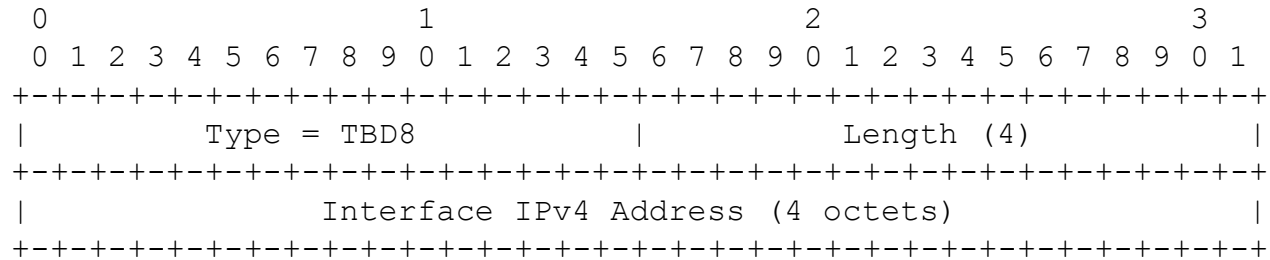 0                   1                   2                   3
 0 1 2 3 4 5 6 7 8 9 0 1 2 3 4 5 6 7 8 9 0 1 2 3 4 5 6 7 8 9 0 1
+-+-+-+-+-+-+-+-+-+-+-+-+-+-+-+-+-+-+-+-+-+-+-+-+-+-+-+-+-+-+-+-+
|         Type = TBD8           |          Length (4)           |
+-+-+-+-+-+-+-+-+-+-+-+-+-+-+-+-+-+-+-+-+-+-+-+-+-+-+-+-+-+-+-+-+
|               Interface IPv4 Address (4 octets)               |
+-+-+-+-+-+-+-+-+-+-+-+-+-+-+-+-+-+-+-+-+-+-+-+-+-+-+-+-+-+-+-+-+